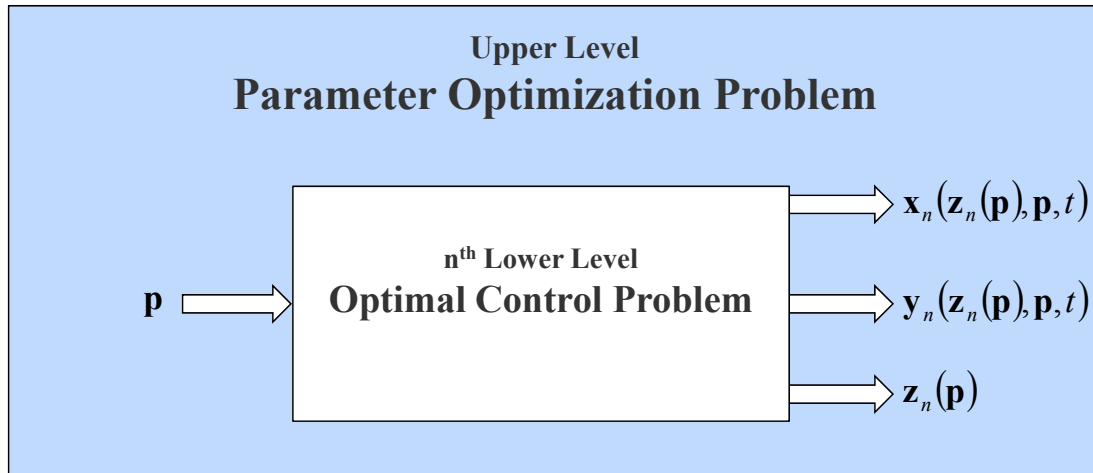 Upper Level
Parameter Optimization Problem
nth Lower Level
Optimal Control Problem
p
xn(zn(p),p,t)
yn(zn(p),p,t)
zn(p)